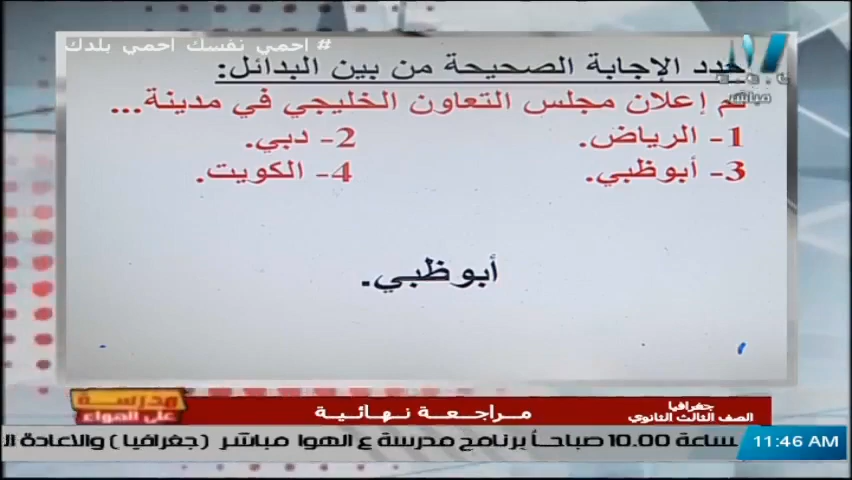 # احمي نفسك احمي بلدك
حدد الإجابة الصحيحة من بين البدائل:
تم إعلان مجلس التعاون الخليجي في مدينة...
1- الرياض. 2- دبي.
3- أبوظبي. 4- الكويت.
أبوظبي.
مباشر
مدرسة على الهواء
مراجعة نهائية
جغرافيا
الصف الثالث الثانوي
ـساعة 10.00 صباحاً برنامج مدرسة ع الهوا مباشر (جغرافيا) والاعادة الـ
11:46 AM